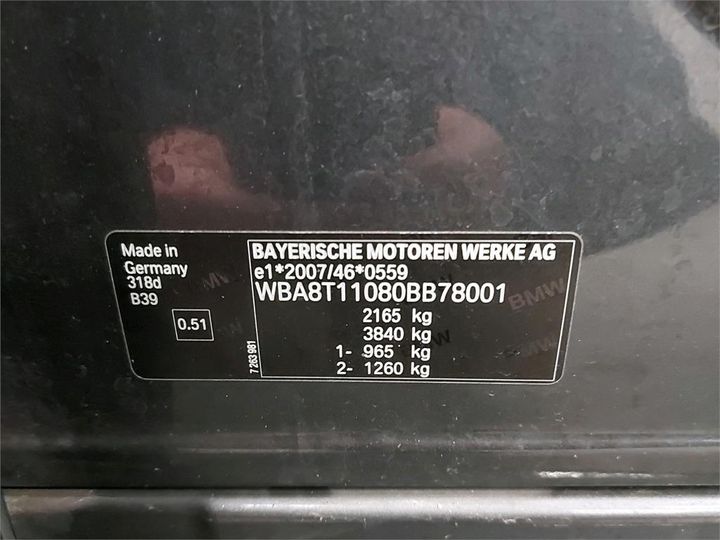 Made in
Germany
318d
B39
0.51
7 263 981
BAYERISCHE MOTOREN WERKE AG
e1*2007/46*0559
WBA8T11080BB78001
2165 kg
3840 kg
1- 965 kg
2- 1260 kg
BMW
BMW